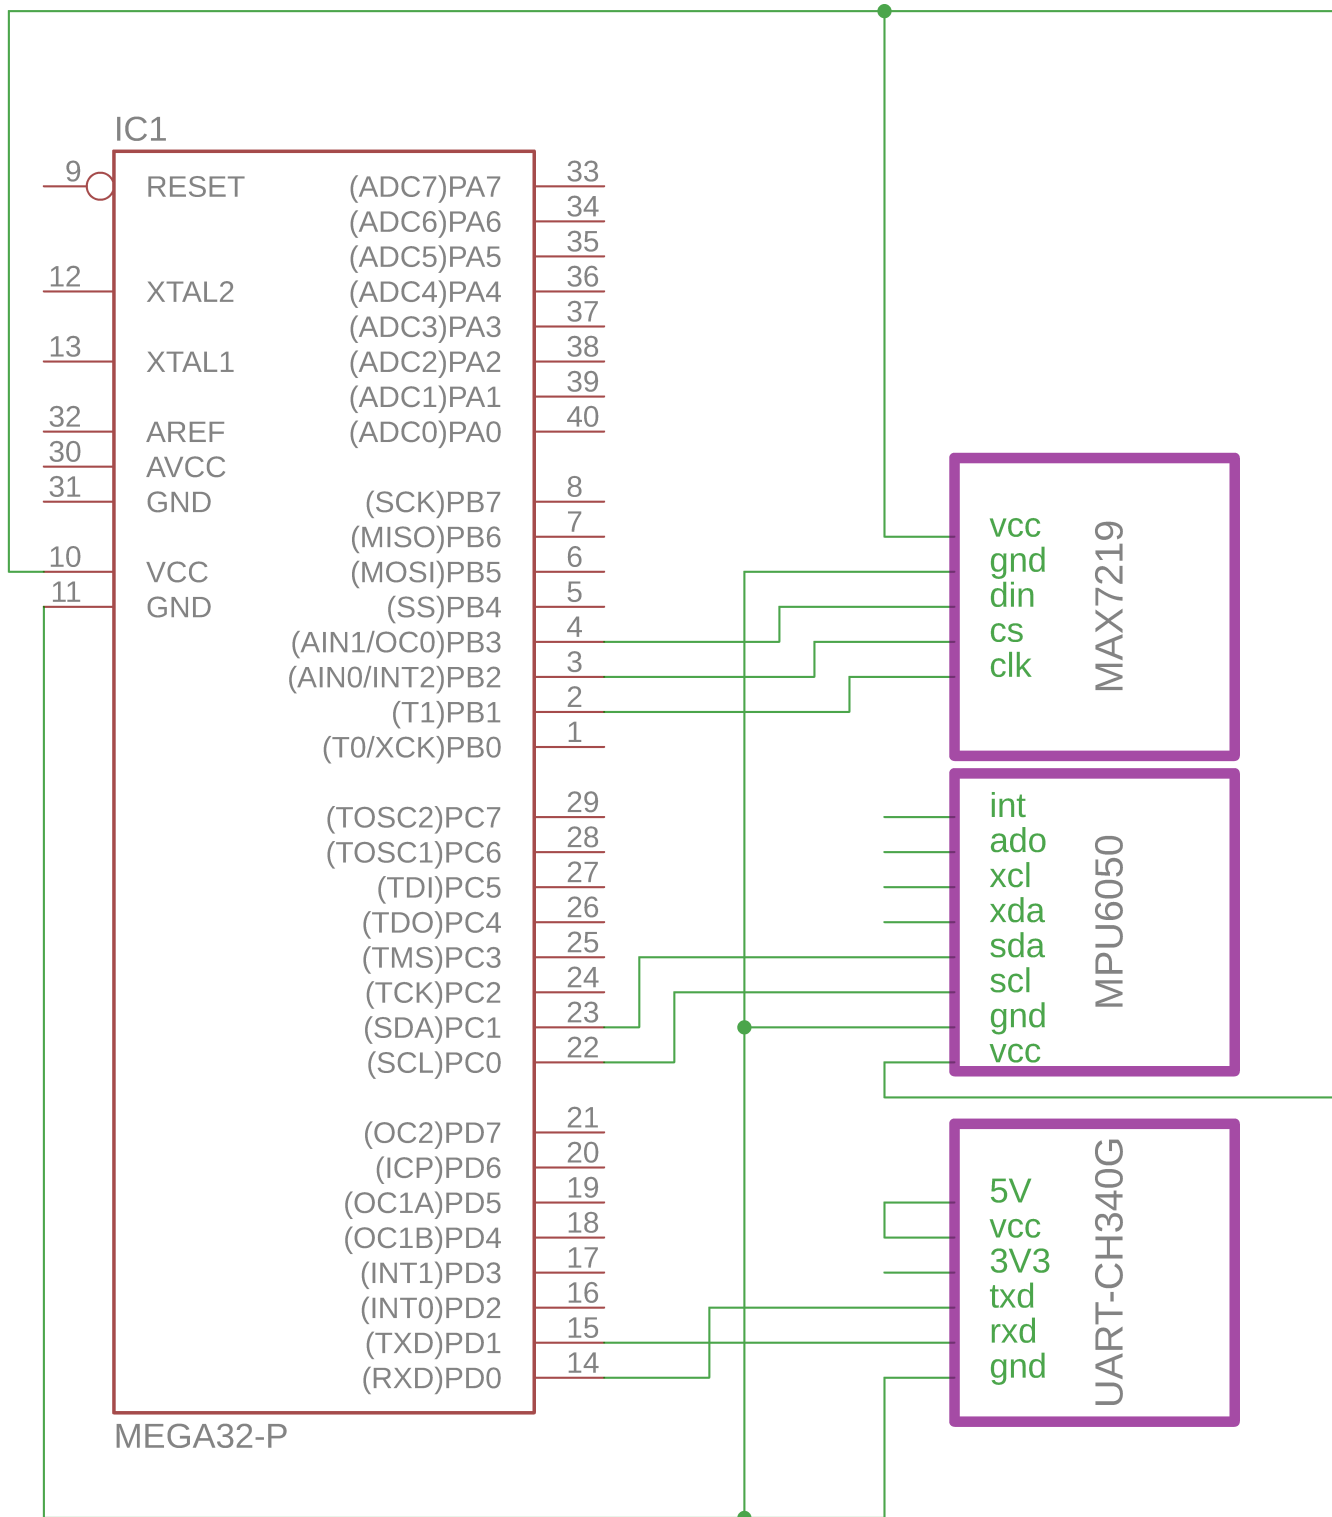 IC1
9
RESET
12
XTAL2
13
XTAL1
32
AREF
30
AVCC
31
GND
10
VCC
11
GND
(ADC7)PA7 33
(ADC6)PA6 34
(ADC5)PA5 35
(ADC4)PA4 36
(ADC3)PA3 37
(ADC2)PA2 38
(ADC1)PA1 39
(ADC0)PA0 40
(SCK)PB7 8
(MISO)PB6 7
(MOSI)PB5 6
(SS)PB4 5
(AIN1/OC0)PB3 4
(AIN0/INT2)PB2 3
(T1)PB1 2
(T0/XCK)PB0 1
(TOSC2)PC7 29
(TOSC1)PC6 28
(TDI)PC5 27
(TDO)PC4 26
(TMS)PC3 25
(TCK)PC2 24
(SDA)PC1 23
(SCL)PC0 22
(OC2)PD7 21
(ICP)PD6 20
(OC1A)PD5 19
(OC1B)PD4 18
(INT1)PD3 17
(INT0)PD2 16
(TXD)PD1 15
(RXD)PD0 14
MEGA32-P
vcc
gnd
din
cs
clk
MAX7219
int
ado
xcl
xda
sda
scl
gnd
vcc
MPU6050
5V
vcc
3V3
txd
rxd
gnd
UART-CH340G